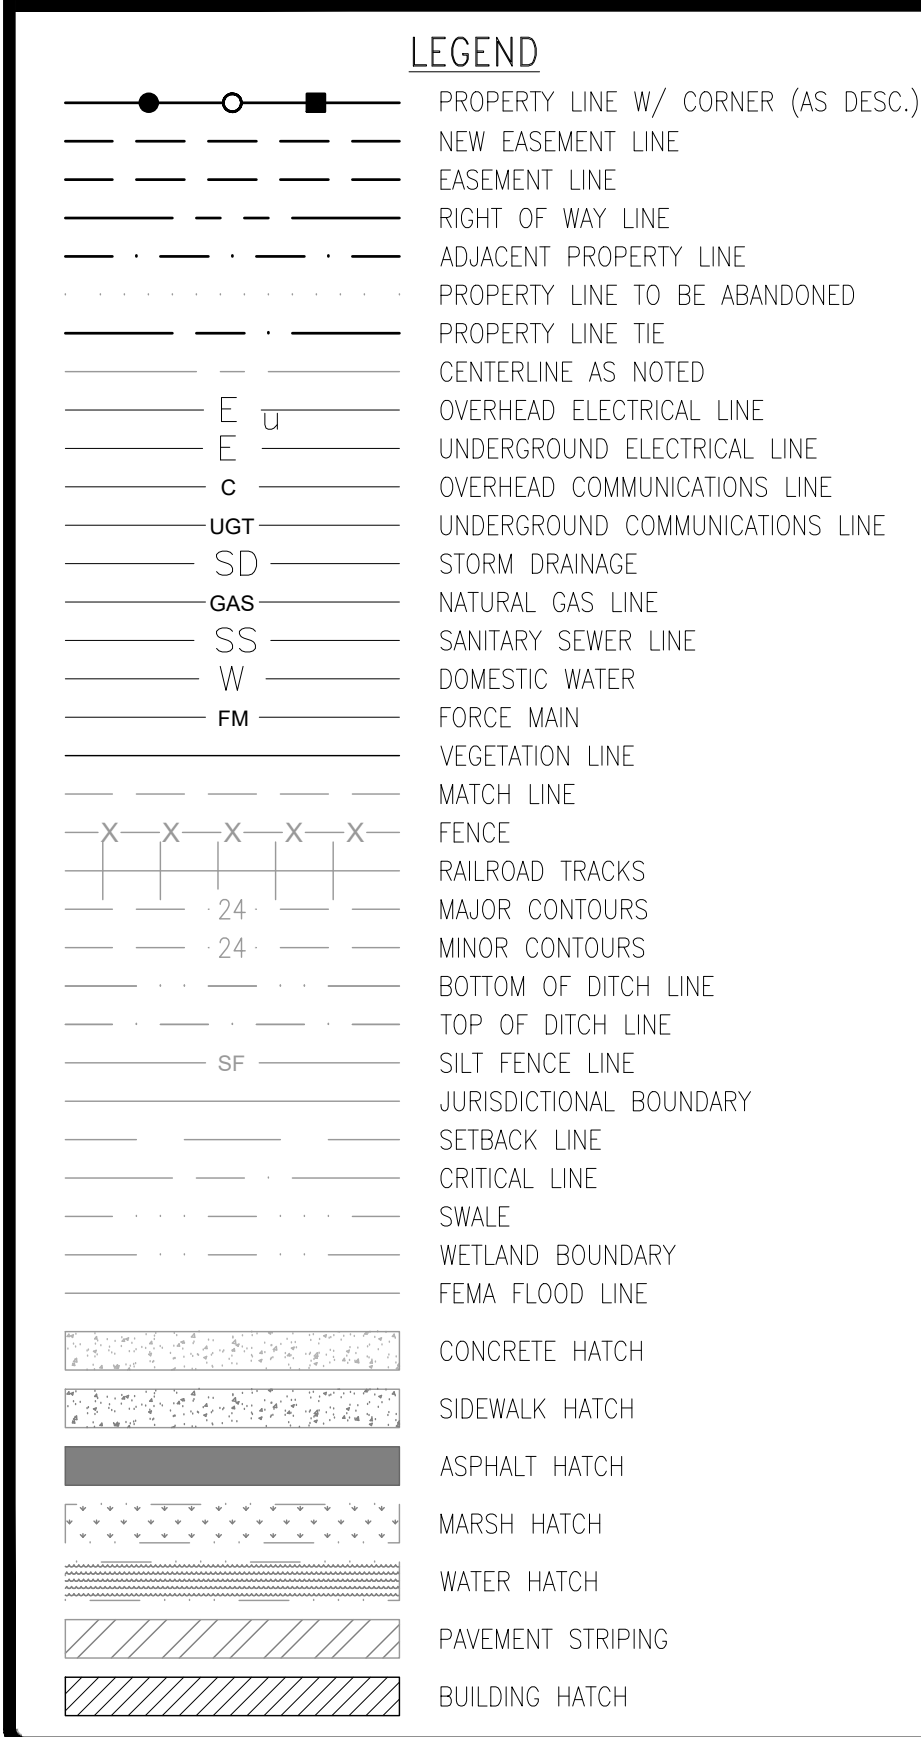 LEGEND
PROPERTY LINE W/ CORNER (AS DESC.)
NEW EASEMENT LINE
EASEMENT LINE
RIGHT OF WAY LINE
ADJACENT PROPERTY LINE
PROPERTY LINE TO BE ABANDONED
PROPERTY LINE TIE
CENTERLINE AS NOTED
E OVERHEAD ELECTRICAL LINE
u
E UNDERGROUND ELECTRICAL LINE
C OVERHEAD COMMUNICATIONS LINE
UGT UNDERGROUND COMMUNICATIONS LINE
SD STORM DRAINAGE
GAS NATURAL GAS LINE
SS SANITARY SEWER LINE
W DOMESTIC WATER
FM FORCE MAIN
VEGETATION LINE
MATCH LINE
X X X X X FENCE
RAILROAD TRACKS
24 MAJOR CONTOURS
24 MINOR CONTOURS
BOTTOM OF DITCH LINE
TOP OF DITCH LINE
SF SILT FENCE LINE
JURISDICTIONAL BOUNDARY
SETBACK LINE
CRITICAL LINE
SWALE
WETLAND BOUNDARY
FEMA FLOOD LINE
CONCRETE HATCH
SIDEWALK HATCH
ASPHALT HATCH
MARSH HATCH
WATER HATCH
PAVEMENT STRIPING
BUILDING HATCH